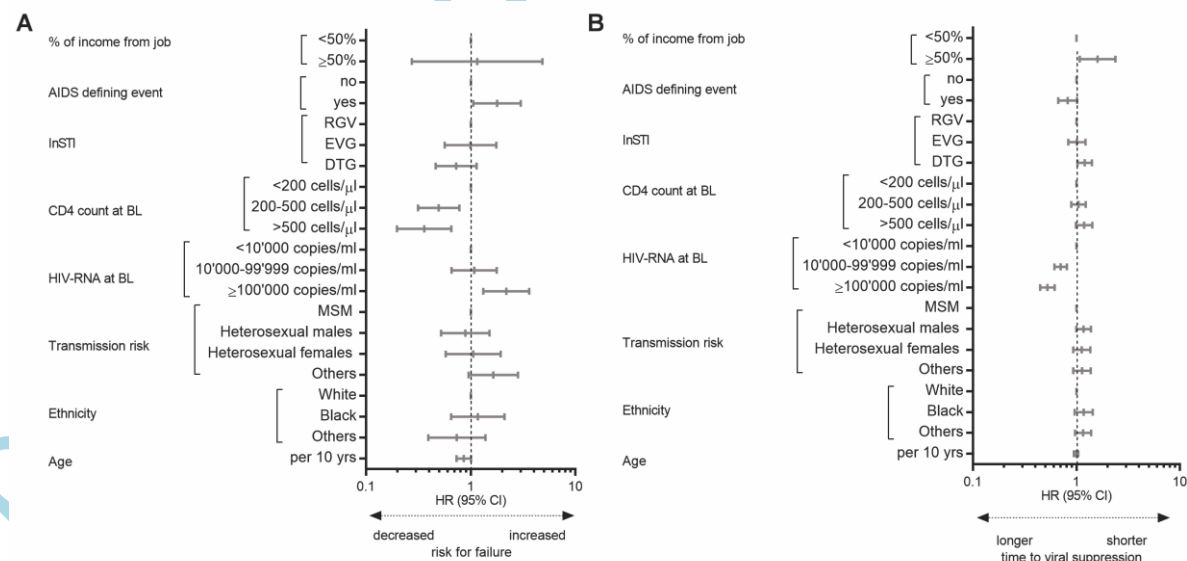 A
% of income from job
<50%
≥50%
AIDS defining event
no
yes
InSTI
RGV
EVG
DTG
CD4 count at BL
<200 cells/μl
200-500 cells/μl
>500 cells/μl
HIV-RNA at BL
<10'000 copies/ml
10'000-99'999 copies/ml
≥100'000 copies/ml
Transmission risk
MSM
Heterosexual males
Heterosexual females
Others
Ethnicity
White
Black
Others
Age
per 10 yrs
0.1 1 10
HR (95% CI)
decreased increased
risk for failure
B
% of income from job
<50%
≥50%
AIDS defining event
no
yes
InSTI
RGV
EVG
DTG
CD4 count at BL
<200 cells/μl
200-500 cells/μl
>500 cells/μl
HIV-RNA at BL
<10'000 copies/ml
10'000-99'999 copies/ml
≥100'000 copies/ml
Transmission risk
MSM
Heterosexual males
Heterosexual females
Others
Ethnicity
White
Black
Others
Age
per 10 yrs
0.1 1 10
HR (95% CI)
longer shorter
time to viral suppression